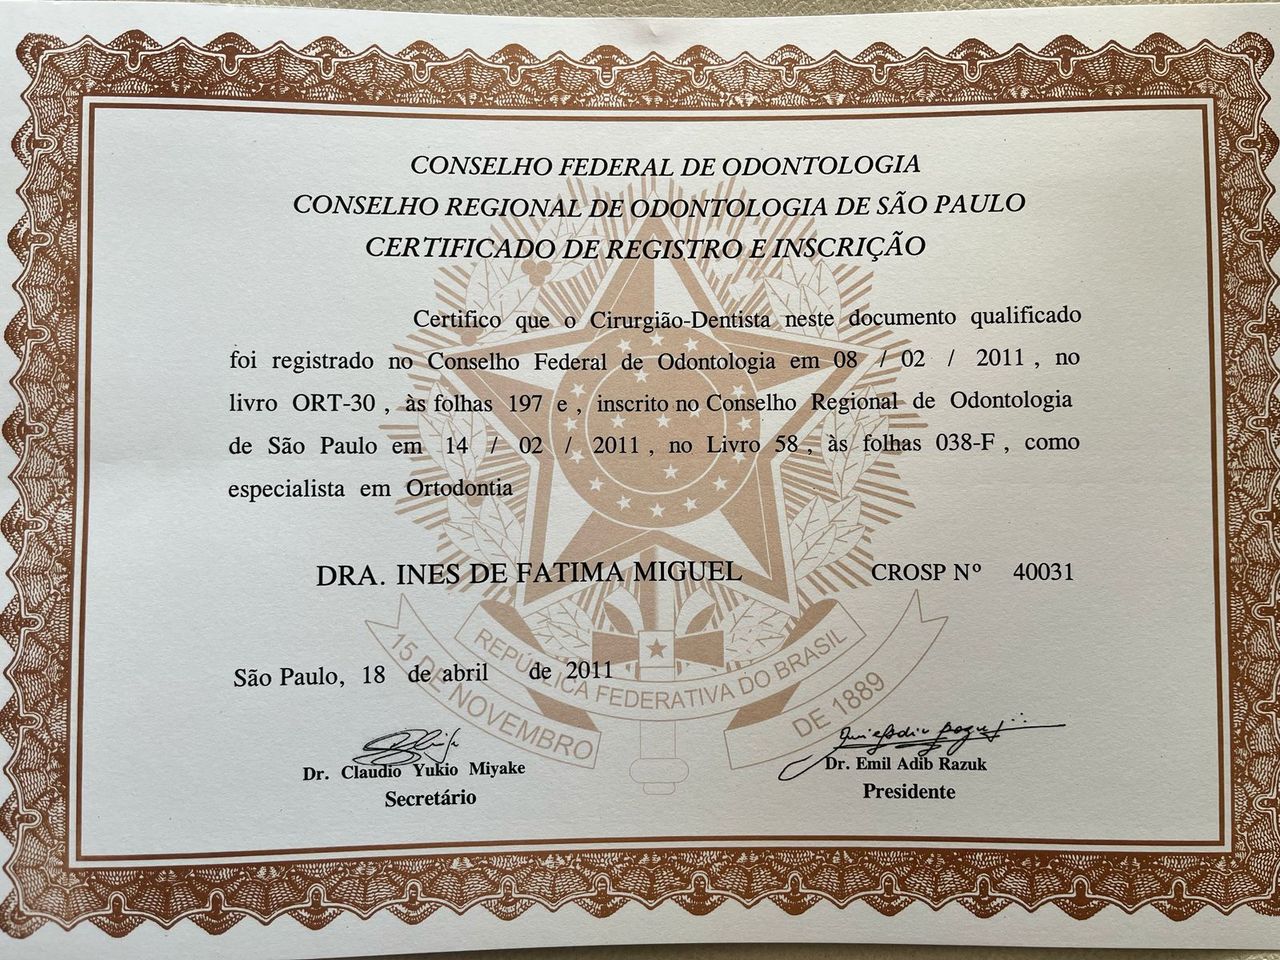 CONSELHO FEDERAL DE ODONTOLOGIA
CONSELHO REGIONAL DE ODONTOLOGIA DE SÃO PAULO
CERTIFICADO DE REGISTRO E INSCRIÇÃO
Certifico que o Cirurgião-Dentista neste documento qualificado
foi registrado no Conselho Federal de Odontologia em 08 / 02 / 2011 , no
livro ORT-30 , às folhas 197 e , inscrito no Conselho Regional de Odontologia
de São Paulo em 14 / 02 / 2011 , no Livro 58 , às folhas 038-F , como
especialista em Ortodontia
DRA. INES DE FATIMA MIGUEL CROSP Nº 40031
REPÚBLICA FEDERATIVA DO BRASIL
15 DE NOVEMBRO DE 1889
São Paulo, 18 de abril de 2011
Dr. Claudio Yukio Miyake Dr. Emil Adib Razuk
Secretário Presidente